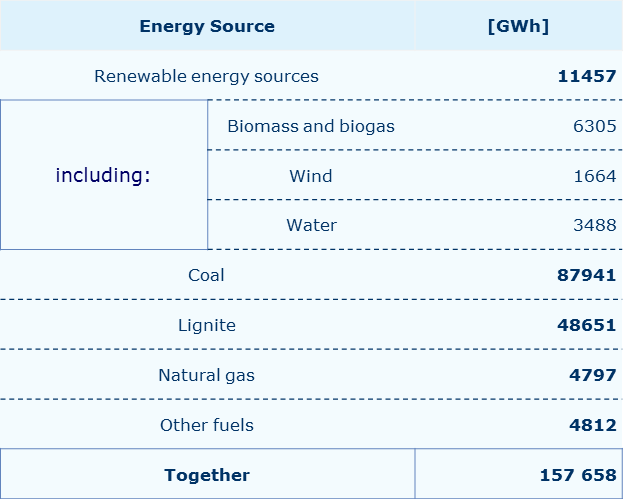 Energy Source [GWh]
Renewable energy sources 11457
including:
Biomass and biogas 6305
Wind 1664
Water 3488
Coal 87941
Lignite 48651
Natural gas 4797
Other fuels 4812
Together 157 658